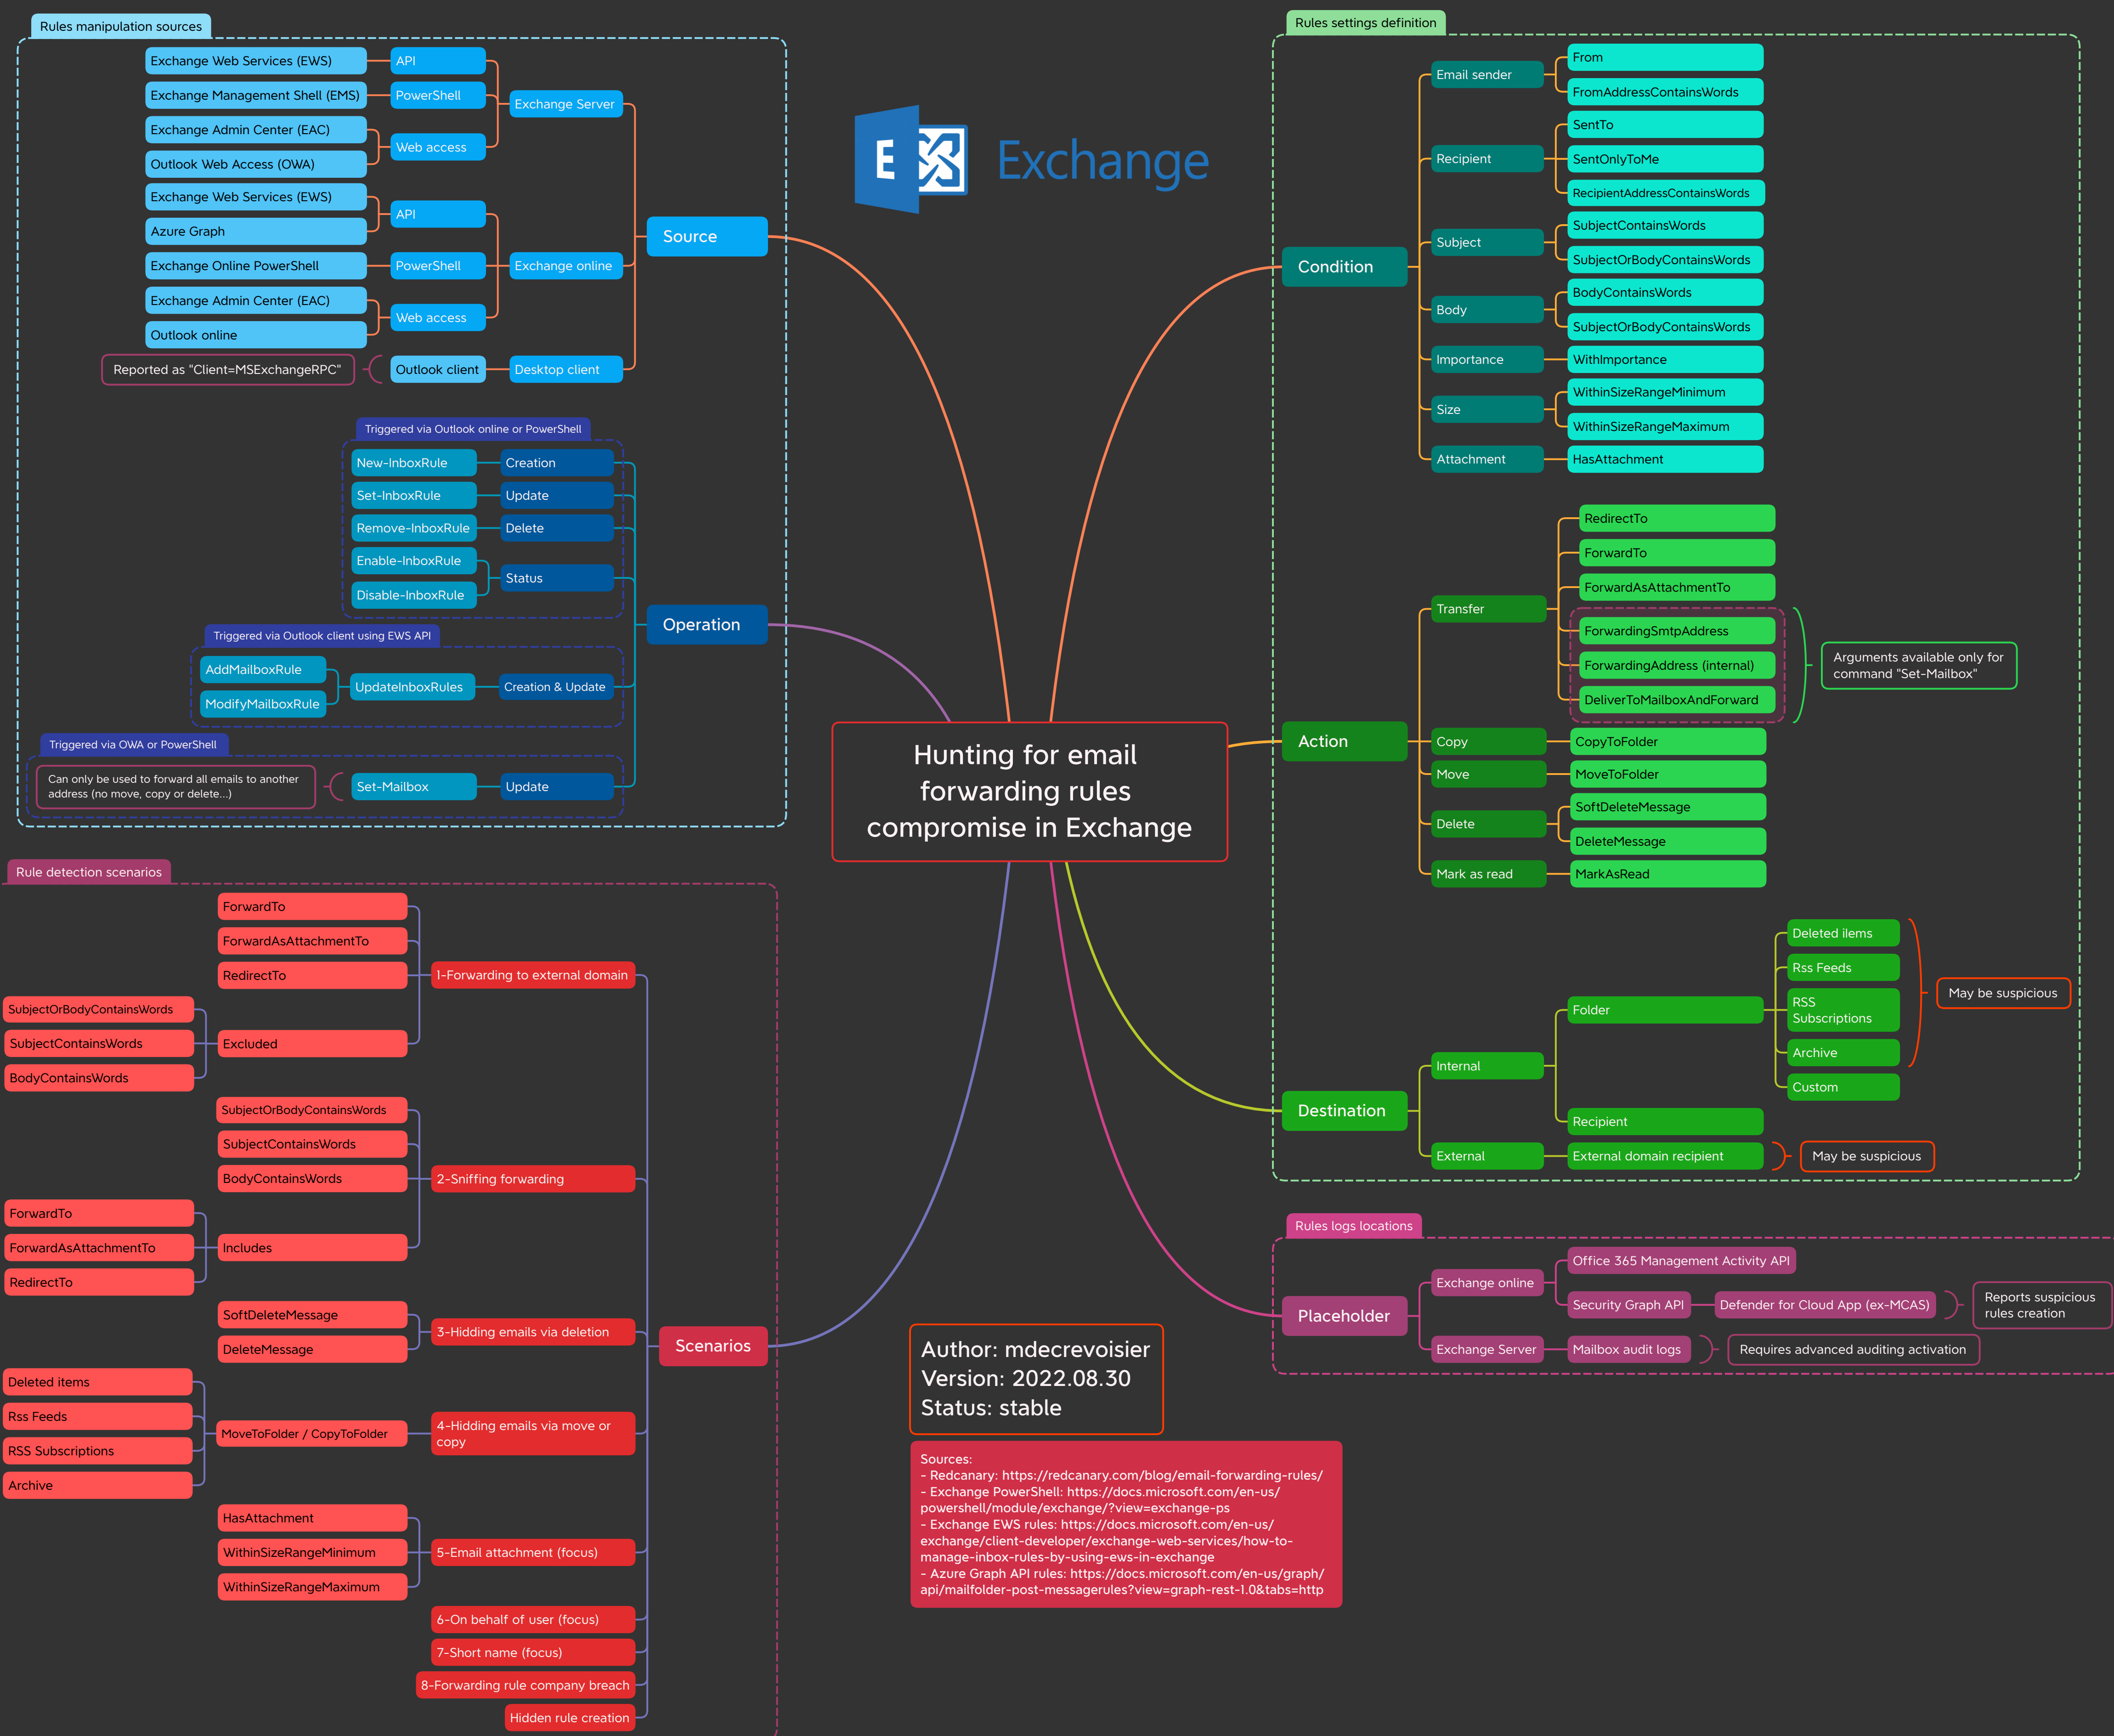 Rules manipulation sources
Exchange Web Services (EWS)
API
Exchange Management Shell (EMS)
PowerShell
Exchange Server
Exchange Admin Center (EAC)
Web access
Outlook Web Access (OWA)
Exchange Web Services (EWS)
API
Azure Graph
Source
Exchange Online PowerShell
PowerShell
Exchange online
Exchange Admin Center (EAC)
Web access
Outlook online
Reported as "Client=MSExchangeRPC"
Outlook client
Desktop client
Triggered via Outlook online or PowerShell
New-InboxRule
Creation
Set-InboxRule
Update
Remove-InboxRule
Delete
Enable-InboxRule
Status
Disable-InboxRule
Operation
Triggered via Outlook client using EWS API
AddMailboxRule
UpdateInboxRules
Creation & Update
ModifyMailboxRule
Triggered via OWA or PowerShell
Can only be used to forward all emails to another
address (no move, copy or delete...)
Set-Mailbox
Update
E
Exchange
Hunting for email
forwarding rules
compromise in Exchange
Rules settings definition
Condition
Email sender
From
FromAddressContainsWords
Recipient
SentTo
SentOnlyToMe
RecipientAddressContainsWords
Subject
SubjectContainsWords
SubjectOrBodyContainsWords
Body
BodyContainsWords
SubjectOrBodyContainsWords
Importance
WithImportance
Size
WithinSizeRangeMinimum
WithinSizeRangeMaximum
Attachment
HasAttachment
Action
Transfer
RedirectTo
ForwardTo
ForwardAsAttachmentTo
ForwardingSmtpAddress
ForwardingAddress (internal)
DeliverToMailboxAndForward
Arguments available only for
command "Set-Mailbox"
Copy
CopyToFolder
Move
MoveToFolder
Delete
SoftDeleteMessage
DeleteMessage
Mark as read
MarkAsRead
Destination
Internal
Folder
Deleted ilems
Rss Feeds
RSS
Subscriptions
Archive
Custom
May be suspicious
Recipient
External
External domain recipient
May be suspicious
Rules logs locations
Placeholder
Exchange online
Office 365 Management Activity API
Security Graph API
Defender for Cloud App (ex-MCAS)
Reports suspicious
rules creation
Exchange Server
Mailbox audit logs
Requires advanced auditing activation
Rule detection scenarios
Scenarios
ForwardTo
ForwardAsAttachmentTo
RedirectTo
1-Forwarding to external domain
SubjectOrBodyContainsWords
SubjectContainsWords
Excluded
BodyContainsWords
SubjectOrBodyContainsWords
SubjectContainsWords
BodyContainsWords
2-Sniffing forwarding
ForwardTo
ForwardAsAttachmentTo
Includes
RedirectTo
SoftDeleteMessage
3-Hidding emails via deletion
DeleteMessage
Deleted items
Rss Feeds
MoveToFolder / CopyToFolder
4-Hidding emails via move or
copy
RSS Subscriptions
Archive
HasAttachment
WithinSizeRangeMinimum
5-Email attachment (focus)
WithinSizeRangeMaximum
6-On behalf of user (focus)
7-Short name (focus)
8-Forwarding rule company breach
Hidden rule creation
Author: mdecrevoisier
Version: 2022.08.30
Status: stable
Sources:
- Redcanary: https://redcanary.com/blog/email-forwarding-rules/
- Exchange PowerShell: https://docs.microsoft.com/en-us/
powershell/module/exchange/?view=exchange-ps
- Exchange EWS rules: https://docs.microsoft.com/en-us/
exchange/client-developer/exchange-web-services/how-to-
manage-inbox-rules-by-using-ews-in-exchange
- Azure Graph API rules: https://docs.microsoft.com/en-us/graph/
api/mailfolder-post-messagerules?view=graph-rest-1.0&tabs=http